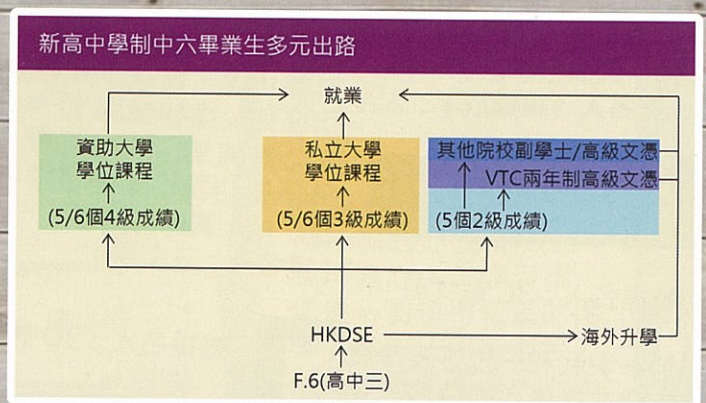 新高中學制中六畢業生多元出路
就業
資助大學
學位課程
(5/6個4級成績)
私立大學
學位課程
(5/6個3級成績)
其他院校副學士/高級文憑
VTC兩年制高級文憑
(5個2級成績)
HKDSE
海外升學
F.6(高中三)